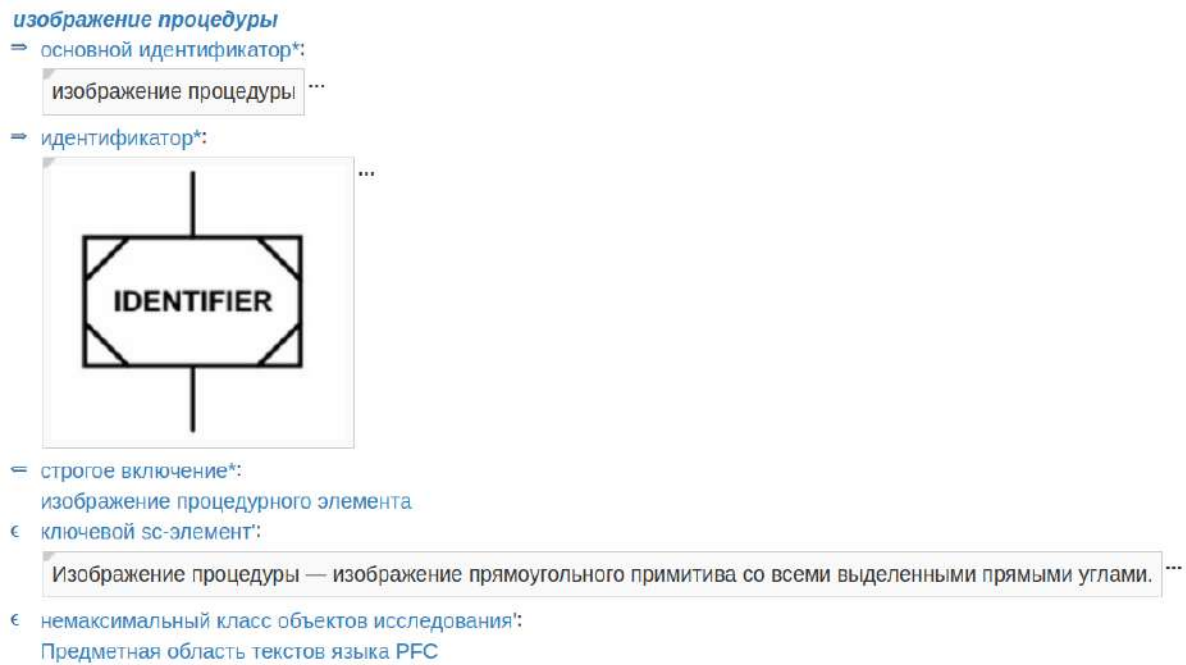 изображение процедуры
⇒ основной идентификатор*:
изображение процедуры ...
⇒ идентификатор*:
...
IDENTIFIER
⇐ строгое включение*:
изображение процедурного элемента
ϵ ключевой sc-элемент':
Изображение процедуры — изображение прямоугольного примитива со всеми выделенными прямыми углами. ...
ϵ немаксимальный класс объектов исследования':
Предметная область текстов языка PFC